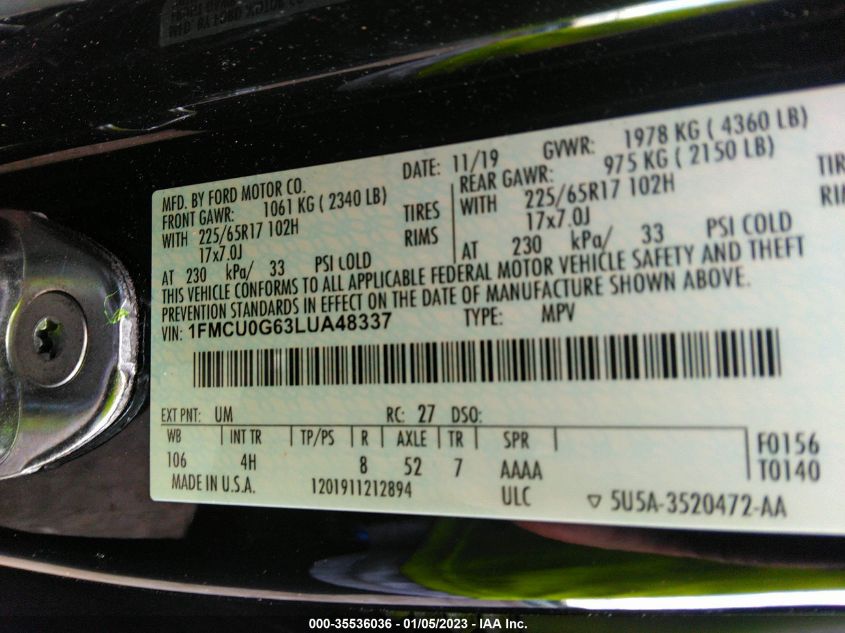 MFD. BY FORD MOTOR CO. DATE: 11/19 GVWR: 1978 KG ( 4360 LB)
FRONT GAWR: 1061 KG ( 2340 LB) REAR GAWR: 975 KG ( 2150 LB)
WITH 225/65R17 102H TIRES WITH 225/65R17 102H TIR
17x7.0J RIMS 17x7.0J RI
AT 230 kPa/ 33 PSI COLD AT 230 kPa/ 33 PSI COLD
THIS VEHICLE CONFORMS TO ALL APPLICABLE FEDERAL MOTOR VEHICLE SAFETY AND THEFT
PREVENTION STANDARDS IN EFFECT ON THE DATE OF MANUFACTURE SHOWN ABOVE.
VIN: 1FMCU0G63LUA48337 TYPE: MPV
EXT PNT: UM RC: 27 DSO:
WB INT TR TP/PS R AXLE TR SPR F0156
106 4H 8 52 7 AAAA T0140
MADE IN U.S.A. 1201911212894 ULC 5U5A-3520472-AA
000-35536036 - 01/05/2023 - IAA Inc.